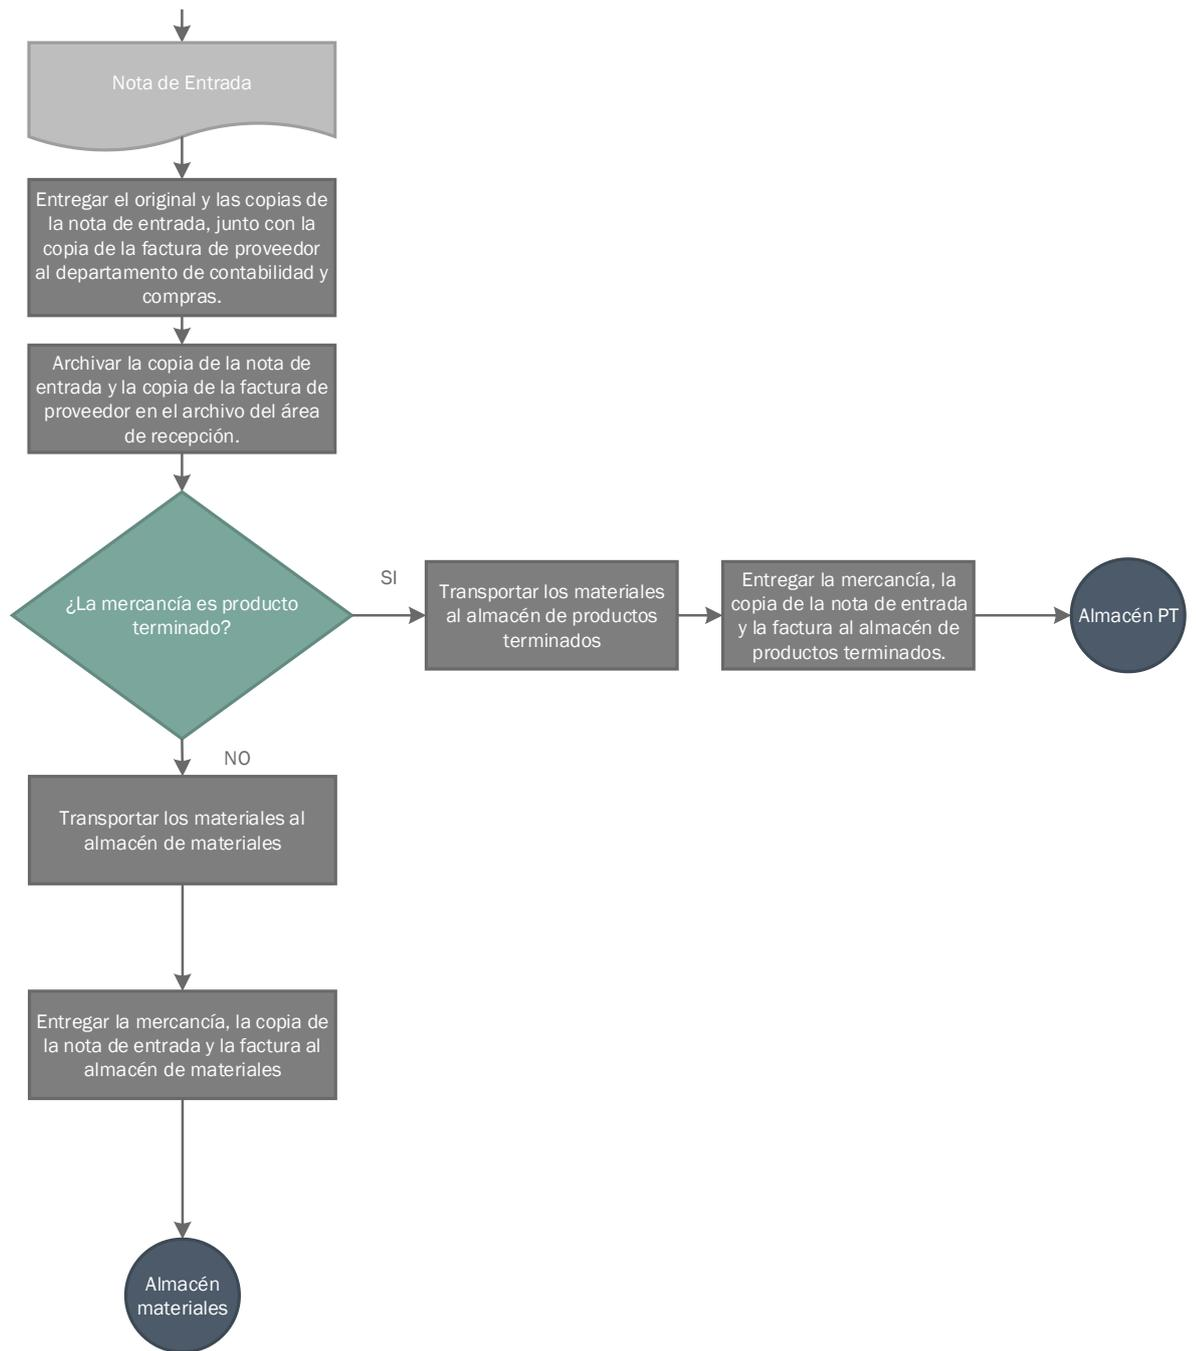 Nota de Entrada
Entregar el original y las copias de
la nota de entrada, junto con la
copia de la factura de proveedor
al departamento de contabilidad y
compras.
Archivar la copia de la nota de
entrada y la copia de la factura de
proveedor en el archivo del área
de recepción.
¿La mercancía es producto
terminado?
SI
Transportar los materiales
al almacén de productos
terminados
Entregar la mercancía, la
copia de la nota de entrada
y la factura al almacén de
productos terminados.
Almacén PT
NO
Transportar los materiales al
almacén de materiales
Entregar la mercancía, la copia de
la nota de entrada y la factura al
almacén de materiales
Almacén
materiales